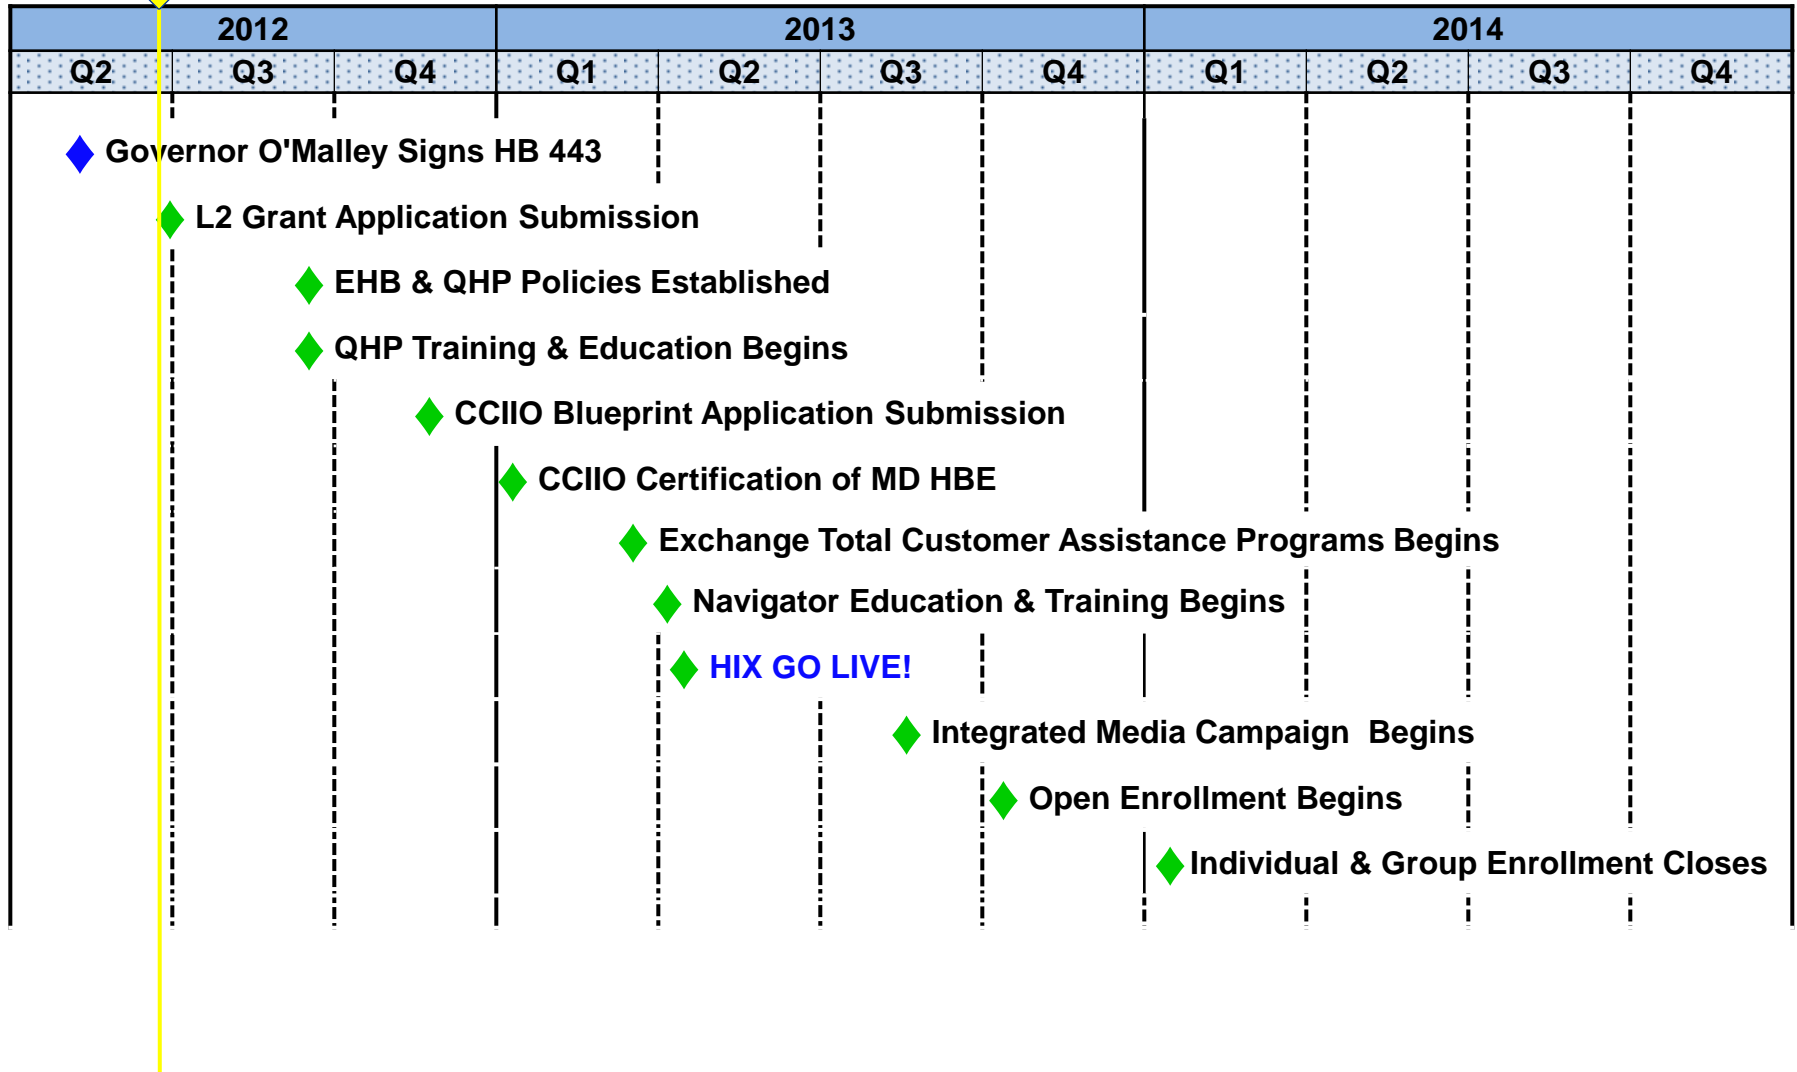 2012 2013 2014
Q2 Q3 Q4 Q1 Q2 Q3 Q4 Q1 Q2 Q3 Q4
Governor O'Malley Signs HB 443
L2 Grant Application Submission
EHB & QHP Policies Established
QHP Training & Education Begins
CCIIO Blueprint Application Submission
CCIIO Certification of MD HBE
Exchange Total Customer Assistance Programs Begins
Navigator Education & Training Begins
HIX GO LIVE!
Integrated Media Campaign  Begins
Open Enrollment Begins
Individual & Group Enrollment Closes